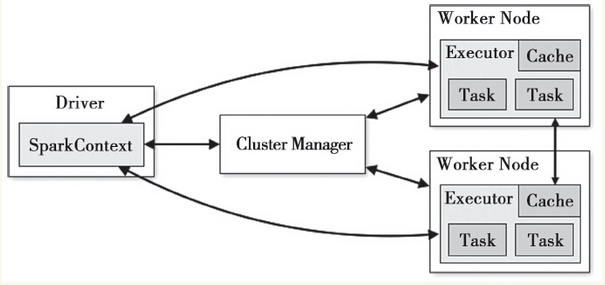 Driver
SparkContext
Cluster Manager
Worker Node
Executor
Cache
Task
Task
Worker Node
Executor
Cache
Task
Task